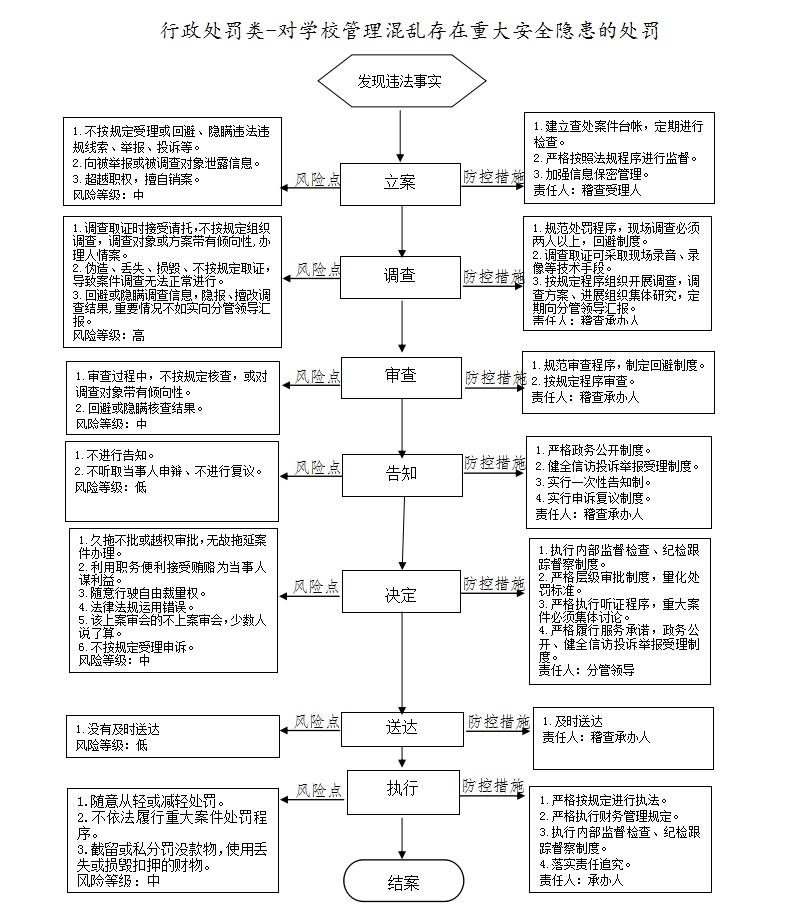 行政处罚类-对学校管理混乱存在重大安全隐患的处罚
发现违法事实
1.不按规定受理或回避、隐瞒违法违
规线索、举报、投诉等。
2.向被举报或被调查对象泄露信息。
3.超越职权，擅自销案。
风险等级：中
风险点
立案
防控措施
1.建立查处案件台帐，定期进行
检查。
2.严格按照法规程序进行监督。
3.加强信息保密管理。
责任人：稽查受理人
1.调查取证时接受请托,不按规定组织
调查，调查对象或方案带有倾向性,办
理人情案。
2.伪造、丢失、损毁、不按规定取证，
导致案件调查无法正常进行。
3.回避或隐瞒调查信息，隐报、擅改调
查结果,重要情况不如实向分管领导汇
报。
风险等级：高
风险点
调查
防控措施
1.规范处罚程序，现场调查必须
两人以上，回避制度。
2.调查取证可采取现场录音、录
像等技术手段。
3.按规定程序组织开展调查，调
查方案、进展组织集体研究，定
期向分管领导汇报。
责任人：稽查承办人
1.审查过程中，不按规定核查，或对
调查对象带有倾向性。
2.回避或隐瞒核查结果。
风险等级：中
风险点
审查
防控措施
1.规范审查程序，制定回避制度。
2.按规定程序审查。
责任人：稽查承办人
1.不进行告知。
2.不听取当事人申辩、不进行复议。
风险等级：低
风险点
告知
防控措施
1.严格政务公开制度。
2.健全信访投诉举报受理制度。
3.实行一次性告知制。
4.实行申诉复议制度。
责任人：稽查承办人
1.欠拖不批或越权审批，无故拖延案
件办理。
2.利用职务便利接受贿赂为当事人
谋利益。
3.随意行驶自由裁量权。
4.法律法规运用错误。
5.该上案审会的不上案审会，少数人
说了算。
6.不按规定受理申诉。
风险等级：中
风险点
决定
防控措施
1.执行内部监督检查、纪检跟
踪督察制度。
2.严格层级审批制度，量化处
罚标准。
3.严格执行听证程序，重大案
件必须集体讨论。
4.严格履行服务承诺，政务公
开、健全信访投诉举报受理制
度。
责任人：分管领导
1.没有及时送达
风险等级：低
风险点
送达
防控措施
1.及时送达
责任人：稽查承办人
1.随意从轻或减轻处罚。
2.不依法履行重大案件处罚程
序。
3.截留或私分罚没款物,使用丢
失或损毁扣押的财物。
风险等级：中
风险点
执行
防控措施
1.严格按规定进行执法。
2.严格执行财务管理规定。
3.执行内部监督检查、纪检跟
踪督察制度。
4.落实责任追究。
责任人：承办人
结案